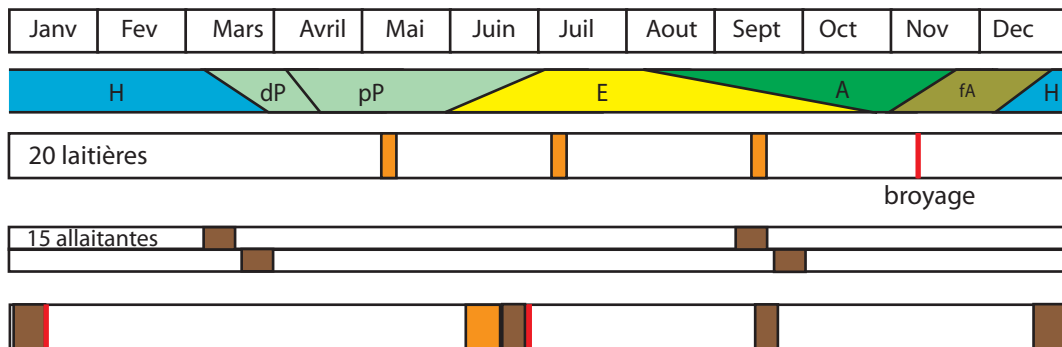 Janv Fev Mars Avril Mai Juin Juil Aout Sept Oct Nov Dec
H dP pP E A fA H
20 laitières
broyage
15 allaitantes